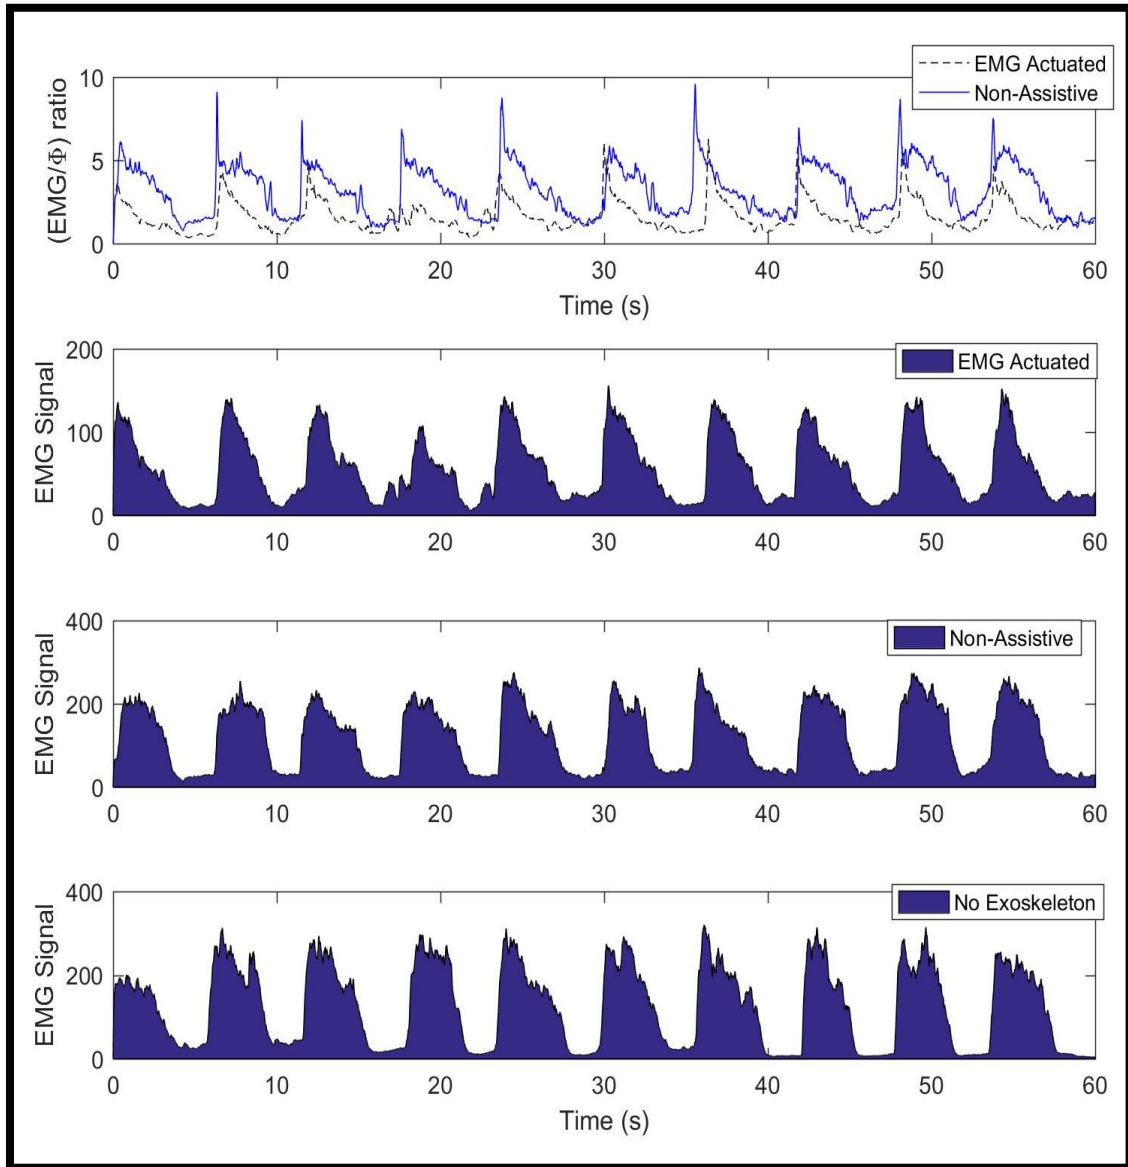 EMG Actuated
Non-Assistive
(EMG/Φ) ratio
10
5
0
0 10 20 30 40 50 60
Time (s)
EMG Actuated
EMG Signal
200
100
0
0 10 20 30 40 50 60
Non-Assistive
EMG Signal
400
200
0
0 10 20 30 40 50 60
No Exoskeleton
EMG Signal
400
200
0
0 10 20 30 40 50 60
Time (s)